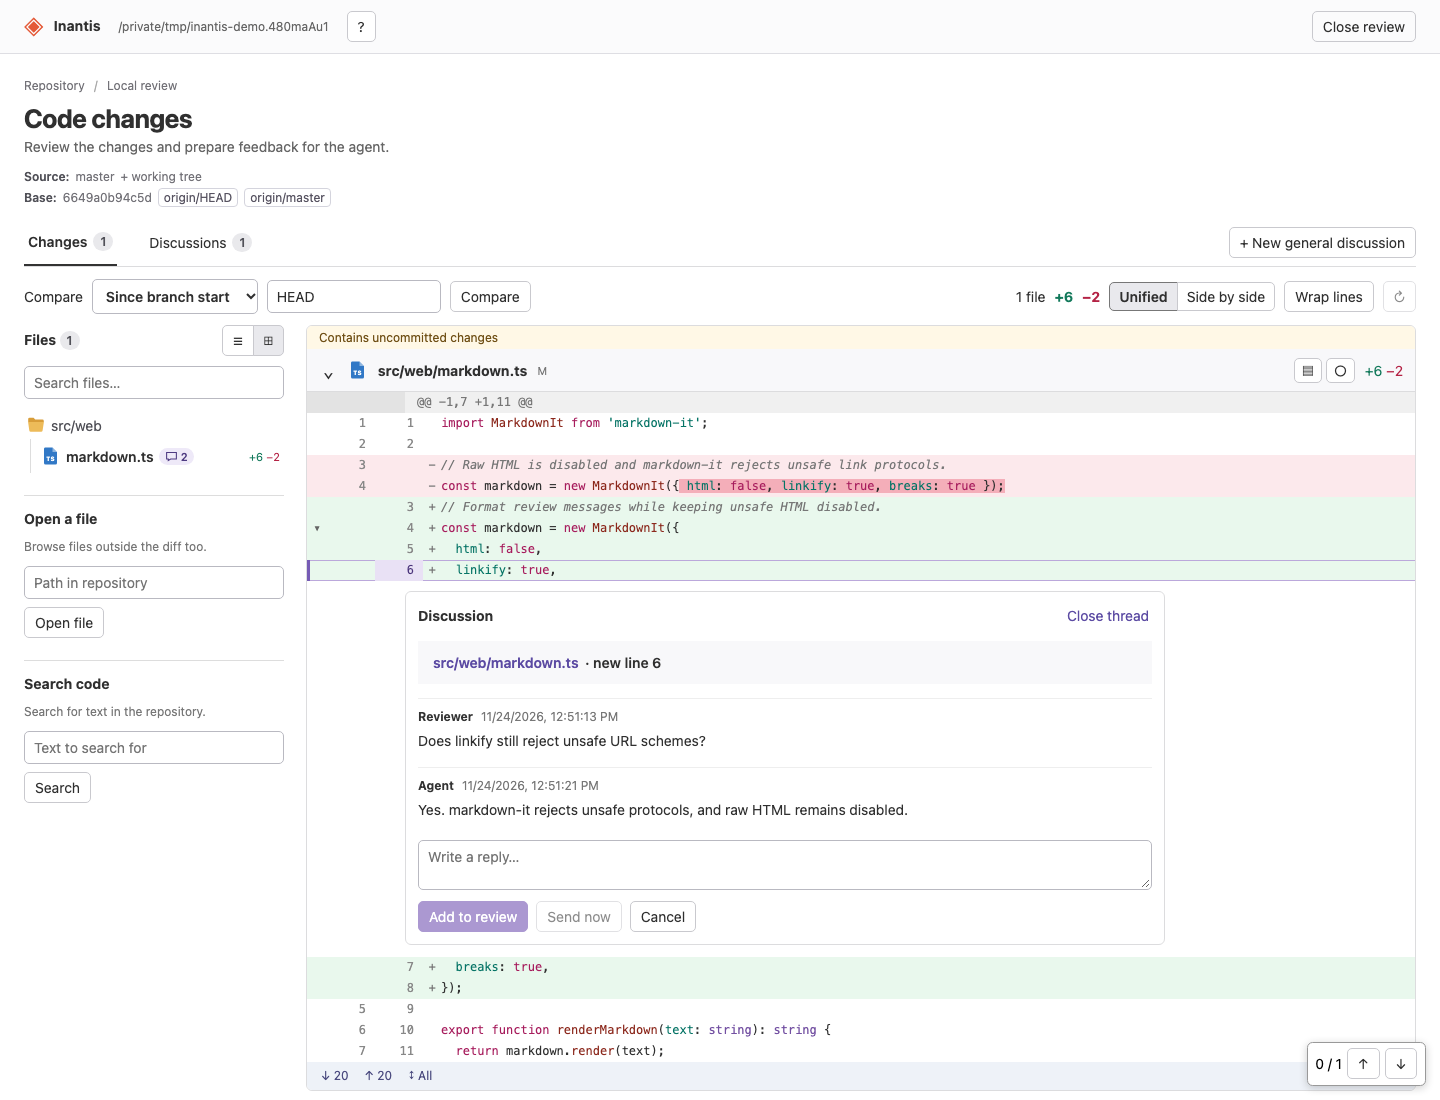 Inantis /private/tmp/inantis-demo.480maAu1 ? Close review
Repository / Local review
Code changes
Review the changes and prepare feedback for the agent.
Source: master + working tree
Base: 6649a0b94c5d origin/HEAD origin/master
Changes 1 Discussions 1 + New general discussion
Compare Since branch start HEAD Compare 1 file +6 −2 Unified Side by side Wrap lines
Files 1
Search files...
src/web
markdown.ts 2 +6 −2
Open a file
Browse files outside the diff too.
Path in repository
Open file
Search code
Search for text in the repository.
Text to search for
Search
Contains uncommitted changes
src/web/markdown.ts M +6 −2
@@ −1,7 +1,11 @@
1 1 import MarkdownIt from 'markdown-it';
2 2
3 − // Raw HTML is disabled and markdown-it rejects unsafe link protocols.
4 − const markdown = new MarkdownIt({ html: false, linkify: true, breaks: true });
3 + // Format review messages while keeping unsafe HTML disabled.
4 + const markdown = new MarkdownIt({
5 + html: false,
6 + linkify: true,
Discussion Close thread
src/web/markdown.ts · new line 6
Reviewer 11/24/2026, 12:51:13 PM
Does linkify still reject unsafe URL schemes?
Agent 11/24/2026, 12:51:21 PM
Yes. markdown-it rejects unsafe protocols, and raw HTML remains disabled.
Write a reply...
Add to review Send now Cancel
7 + breaks: true,
8 + });
5 9
6 10 export function renderMarkdown(text: string): string {
7 11 return markdown.render(text);
↓ 20 ↑ 20 ↕ All
0 / 1 ↑ ↓